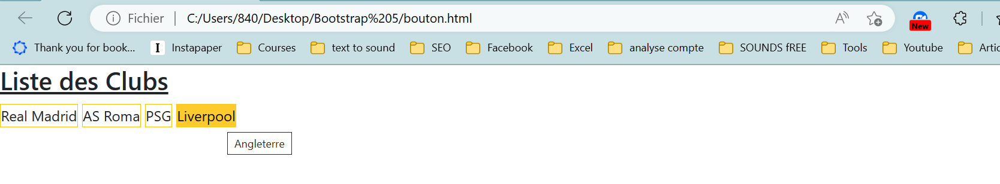 Fichier C:/Users/840/Desktop/Bootstrap%205/bouton.html New
Thank you for book... Instapaper Courses text to sound SEO Facebook Excel analyse compte SOUNDS fREE Tools Youtube Artic
Liste des Clubs
Real Madrid AS Roma PSG Liverpool
Angleterre